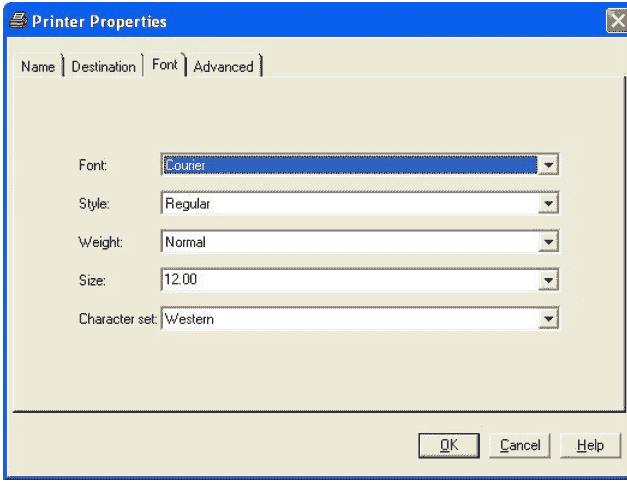 Printer Properties
Name Destination Font Advanced
Font: Courier
Style: Regular
Weight: Normal
Size: 12.00
Character set: Western
OK Cancel Help